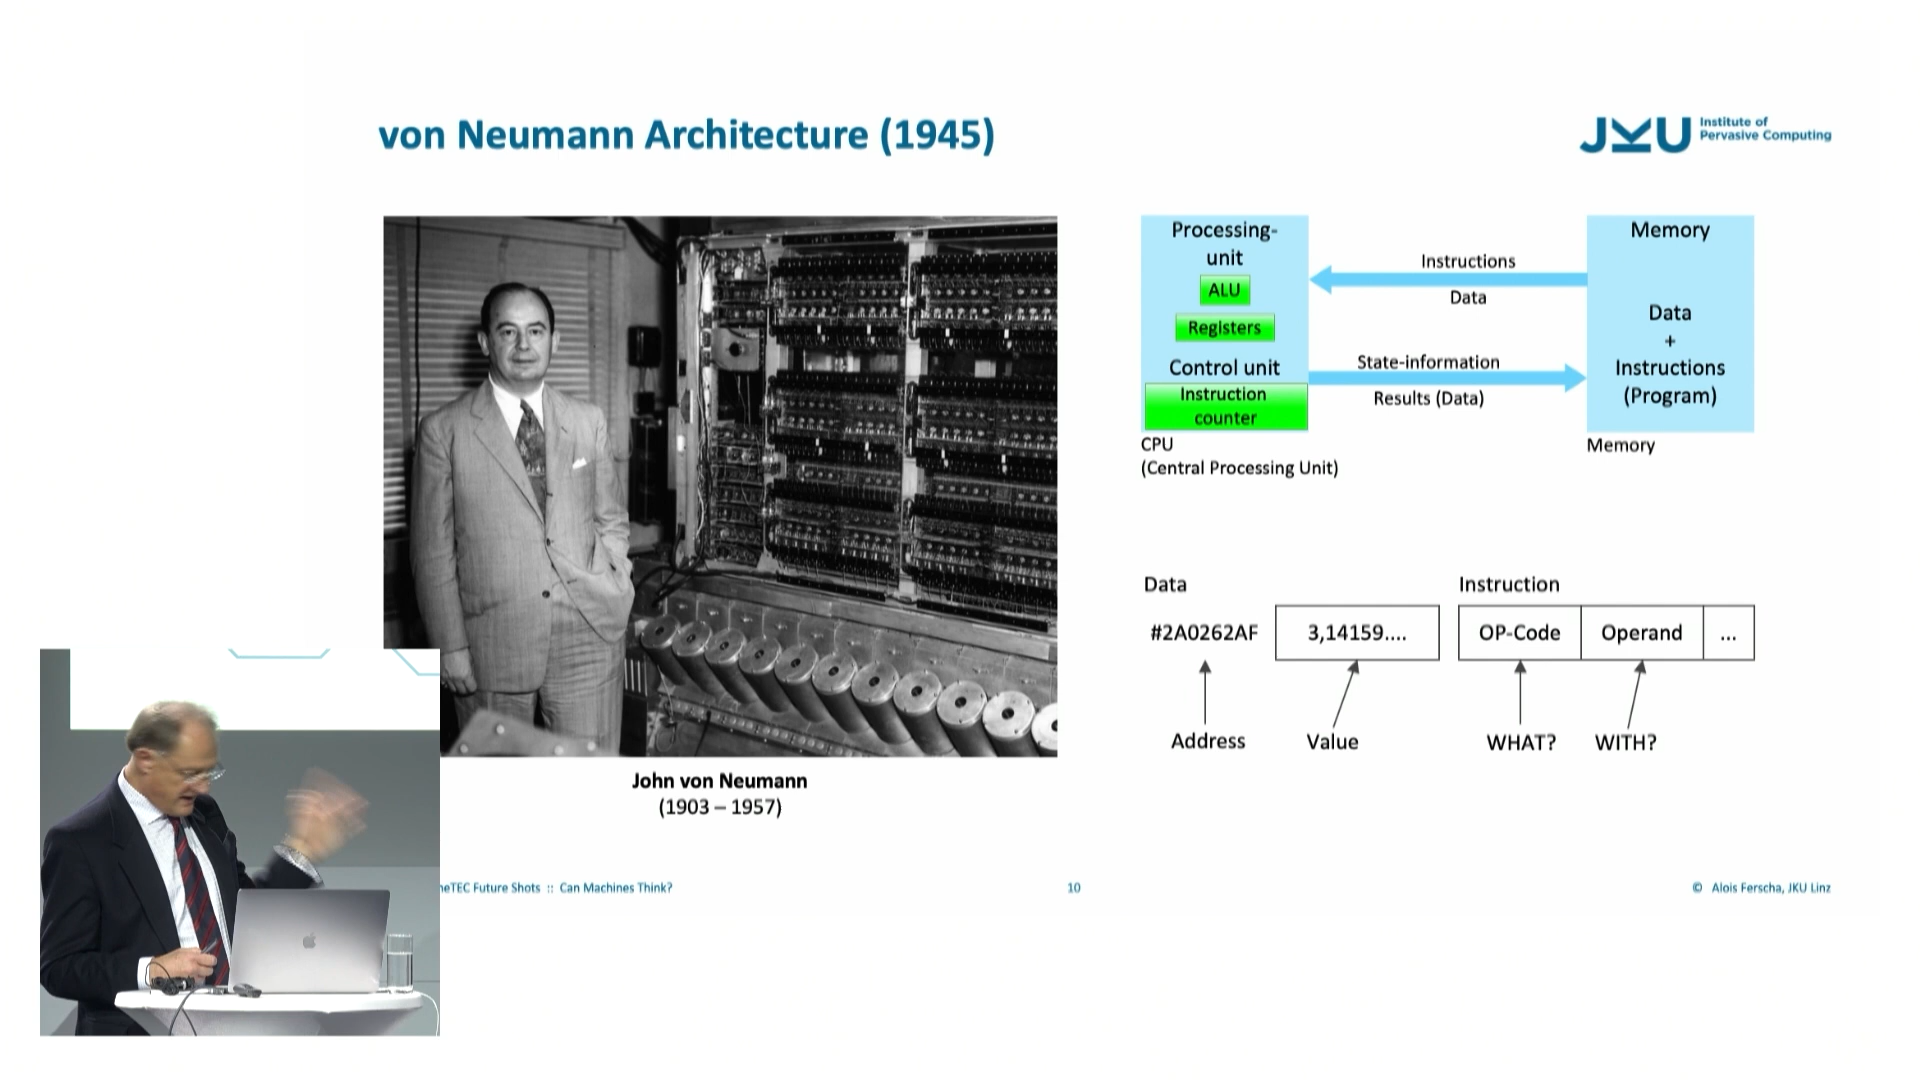 von Neumann Architecture (1945)
JKU Institute of
Pervasive Computing
Processing-
unit
ALU
Registers
Control unit
Instruction
counter
CPU
(Central Processing Unit)
Instructions
Data
State-information
Results (Data)
Memory
Data
+
Instructions
(Program)
Memory
Data
#2A0262AF
3,14159....
Address
Value
Instruction
OP-Code Operand ...
WHAT? WITH?
John von Neumann
(1903 – 1957)
Future Shots :: Can Machines Think?
10
© Alois Ferscha, JKU Linz